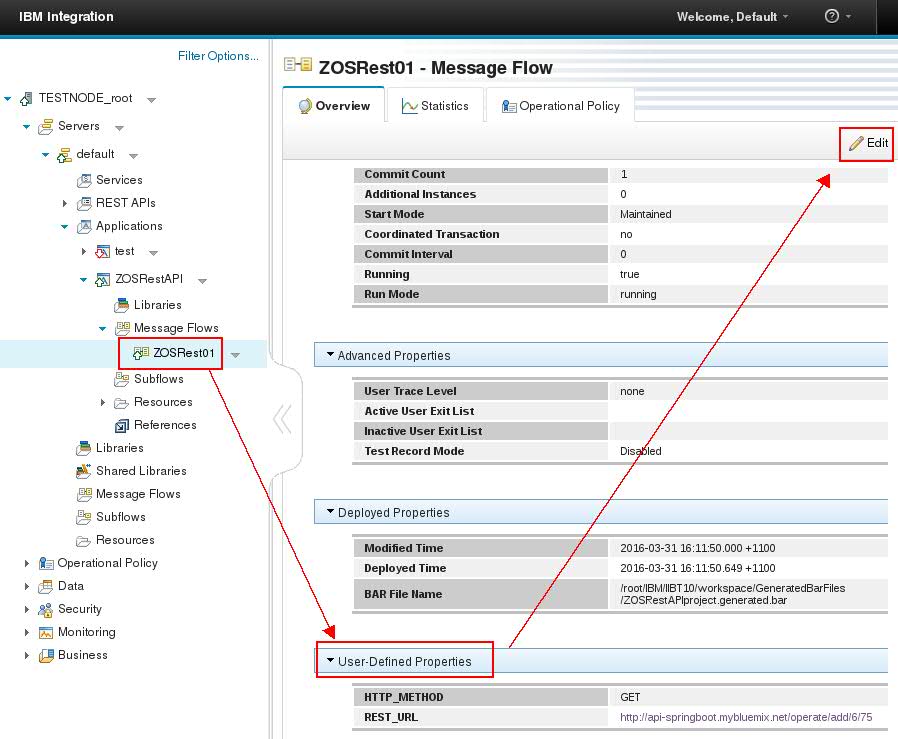 IBM Integration
Welcome, Default
?
Filter Options...
TESTNODE_root
Servers
default
Services
REST APIs
Applications
test
ZOSRestAPI
Libraries
Message Flows
ZOSRest01
Subflows
Resources
References
Libraries
Shared Libraries
Message Flows
Subflows
Resources
Operational Policy
Data
Security
Monitoring
Business
ZOSRest01 - Message Flow
Overview
Statistics
Operational Policy
Edit
Commit Count 1
Additional Instances 0
Start Mode Maintained
Coordinated Transaction no
Commit Interval 0
Running true
Run Mode running
Advanced Properties
User Trace Level none
Active User Exit List
Inactive User Exit List
Test Record Mode Disabled
Deployed Properties
Modified Time 2016-03-31 16:11:50.000 +1100
Deployed Time 2016-03-31 16:11:50.649 +1100
BAR File Name /root/IBM/IIBT10/workspace/GeneratedBarFiles
/ZOSRestAPIproject.generated.bar
User-Defined Properties
HTTP_METHOD GET
REST_URL http://api-springboot.mybluemix.net/operate/add/6/75